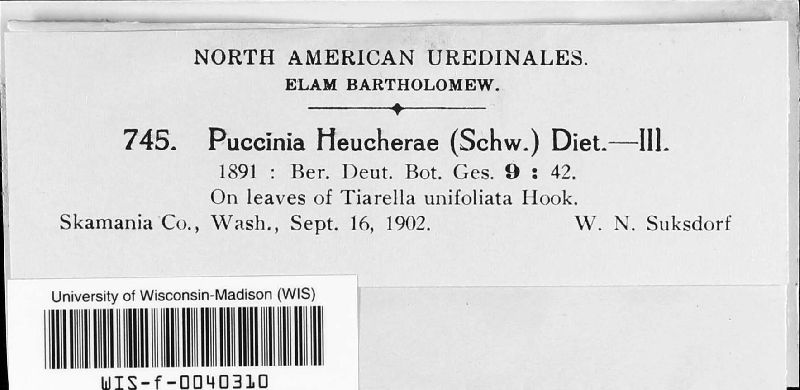 NORTH AMERICAN UREDINALES.
ELAM BARTHOLOMEW.
745. Puccinia Heucherae (Schw.) Diet.—III.
1891 : Ber. Deut. Bot. Ges. 9 : 42.
On leaves of Tiarella unifoliata Hook.
Skamania Co., Wash., Sept. 16, 1902. W. N. Suksdorf
University of Wisconsin-Madison (WIS)
WIS-f-0040310